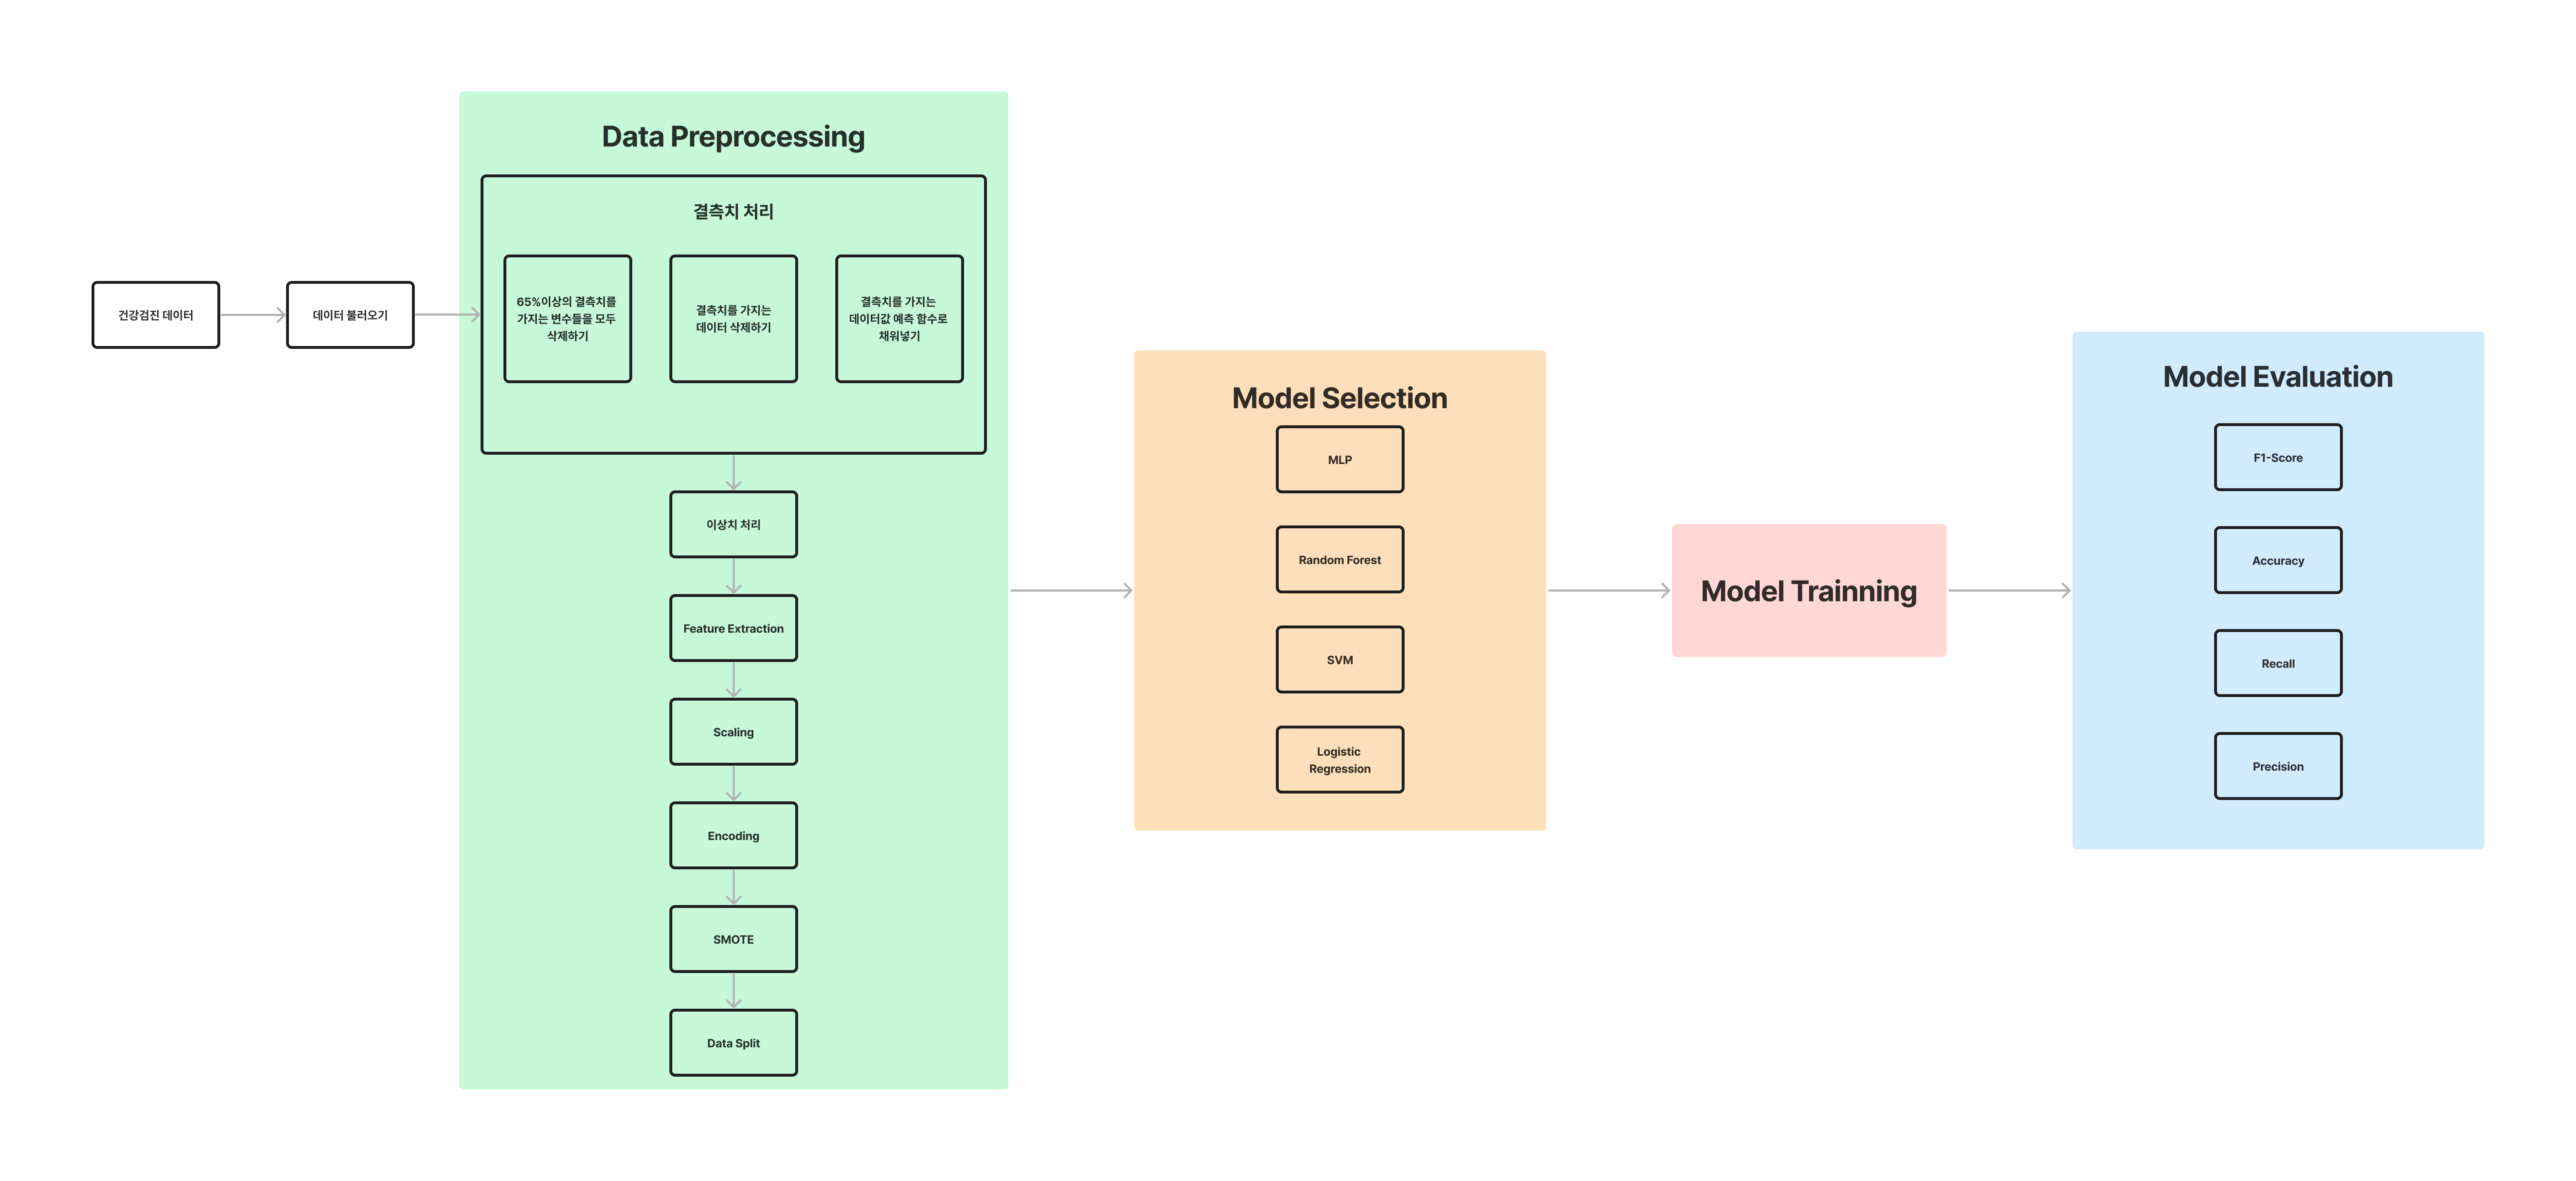 건강검진 데이터
데이터 불러오기
Data Preprocessing
결측치 처리
65%이상의 결측치를
가지는 변수들을 모두
삭제하기
결측치를 가지는
데이터 삭제하기
결측치를 가지는
데이터값 예측 함수로
채워넣기
이상치 처리
Feature Extraction
Scaling
Encoding
SMOTE
Data Split
Model Selection
MLP
Random Forest
SVM
Logistic
Regression
Model Trainning
Model Evaluation
F1-Score
Accuracy
Recall
Precision